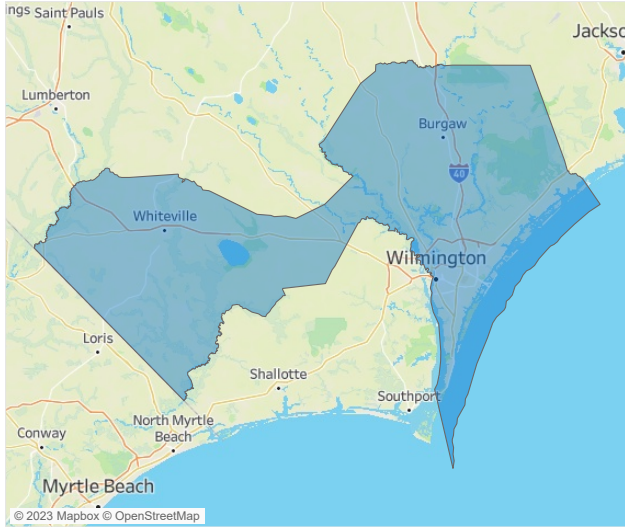 ngs
Saint Pauls
Jackso
Lumberton
Burgaw
40
Whiteville
Wilmington
Loris
Shallotte
Southport
North Myrtle
Beach
Conway
Myrtle Beach
© 2023 Mapbox © OpenStreetMap